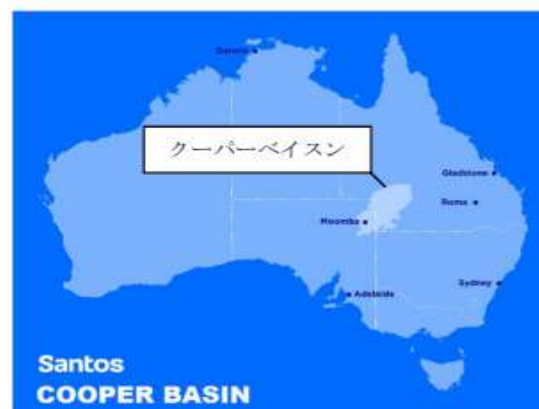 Darwin
クーパーベイスン
Gladstone
Roma
Moomba
Sydney
Adelaide
Santos
COOPER BASIN